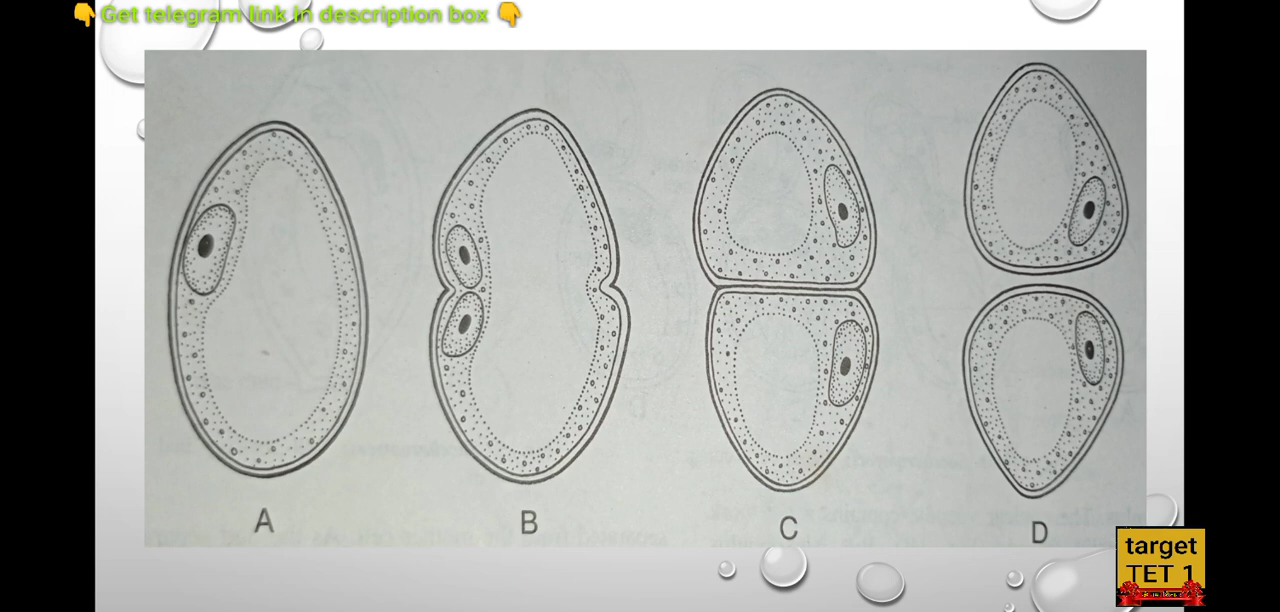 👇Get telegram link in description box 👇
A
B
C
D
target
TET 1